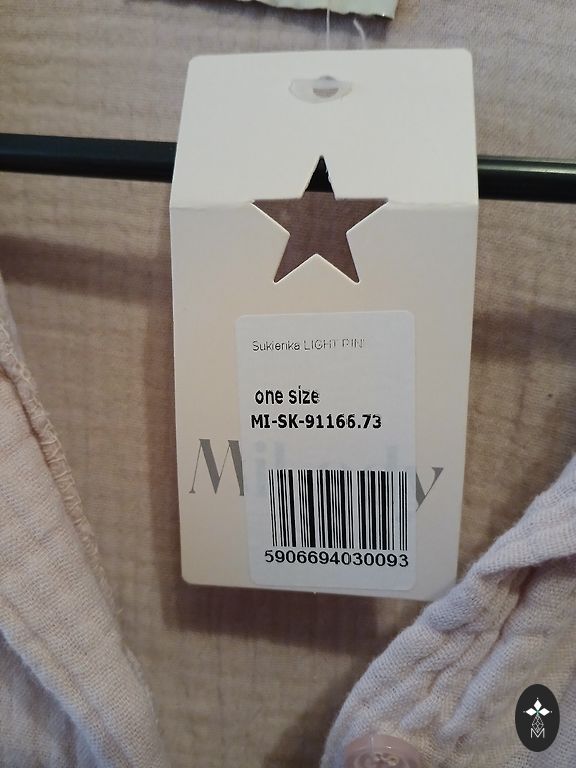 Sukienka LIGHT PIN
one size
MI-SK-91166.73
5906694030093
M